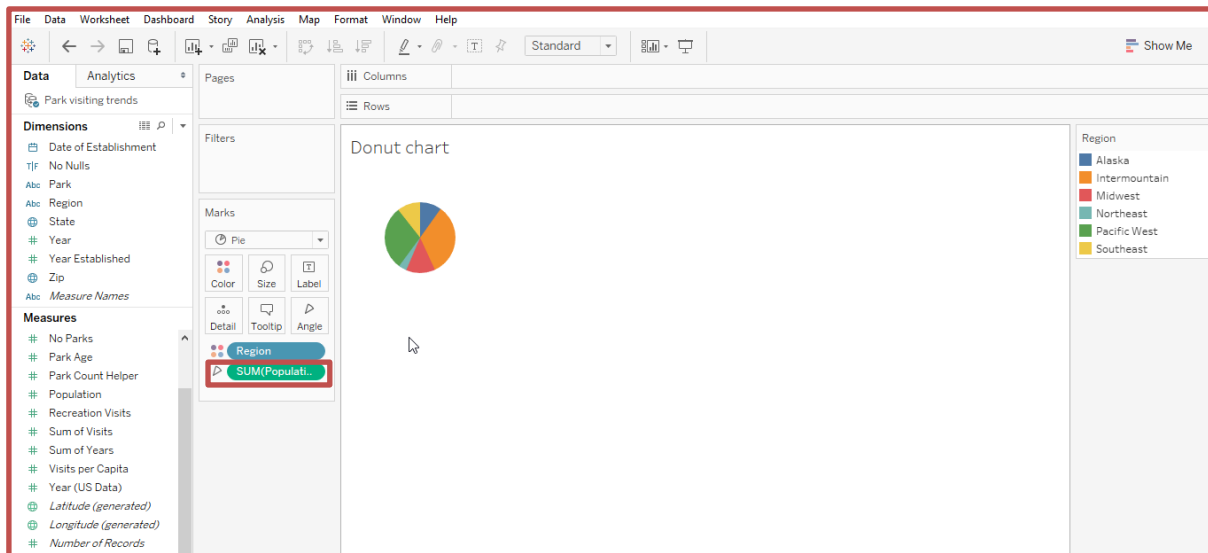 File Data Worksheet Dashboard Story Analysis Map Format Window Help
Standard
Show Me
Data Analytics
Park visiting trends
Dimensions
Date of Establishment
T|F No Nulls
Abc Park
Abc Region
State
# Year
# Year Established
Zip
Abc Measure Names
Measures
# No Parks
# Park Age
# Park Count Helper
# Population
# Recreation Visits
# Sum of Visits
# Sum of Years
# Visits per Capita
# Year (US Data)
Latitude (generated)
Longitude (generated)
# Number of Records
Pages
Filters
Marks
Pie
Color Size Label
Detail Tooltip Angle
Region
SUM(Populati..
Columns
Rows
Donut chart
Region
Alaska
Intermountain
Midwest
Northeast
Pacific West
Southeast